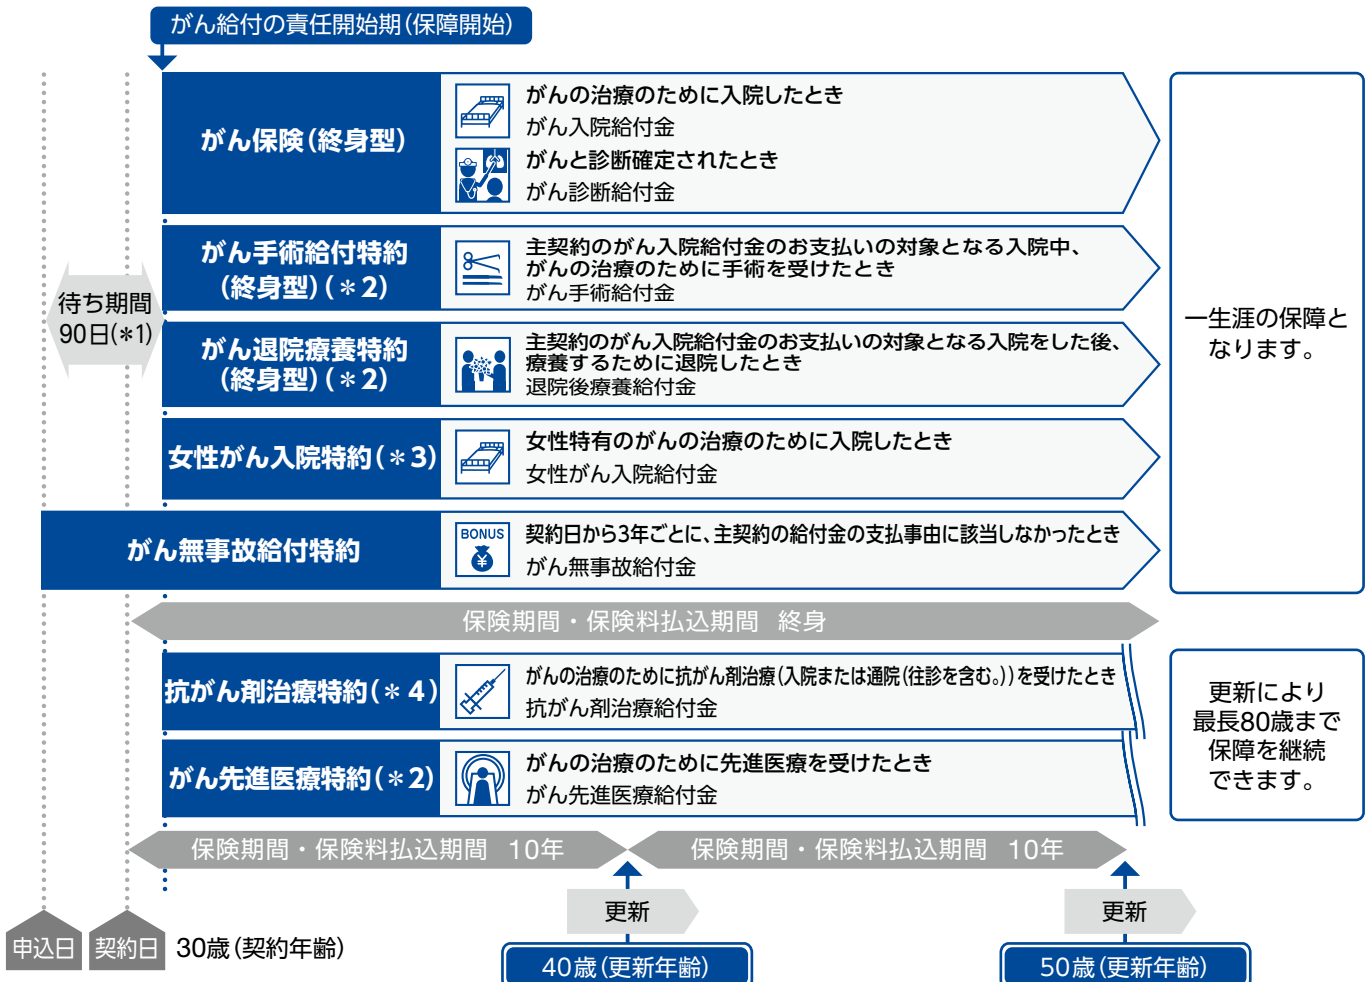 がん給付の責任開始期(保障開始)
がん保険(終身型)
がんの治療のために入院したとき
がん入院給付金
がんと診断確定されたとき
がん診断給付金
がん手術給付特約
(終身型)(*2)
主契約のがん入院給付金のお支払いの対象となる入院中、
がんの治療のために手術を受けたとき
がん手術給付金
待ち期間
90日(*1)
がん退院療養特約
(終身型)(*2)
主契約のがん入院給付金のお支払いの対象となる入院をした後、
療養するために退院したとき
退院後療養給付金
女性がん入院特約(*3)
女性特有のがんの治療のために入院したとき
女性がん入院給付金
がん無事故給付特約
BONUS
¥
契約日から3年ごとに、主契約の給付金の支払事由に該当しなかったとき
がん無事故給付金
一生涯の保障と
なります。
保険期間・保険料払込期間 終身
抗がん剤治療特約(*4)
がんの治療のために抗がん剤治療(入院または通院(往診を含む。))を受けたとき
抗がん剤治療給付金
がん先進医療特約(*2)
がんの治療のために先進医療を受けたとき
がん先進医療給付金
更新により
最長80歳まで
保障を継続
できます。
保険期間・保険料払込期間 10年
保険期間・保険料払込期間 10年
更新
更新
申込日
契約日
30歳(契約年齢)
40歳(更新年齢)
50歳(更新年齢)